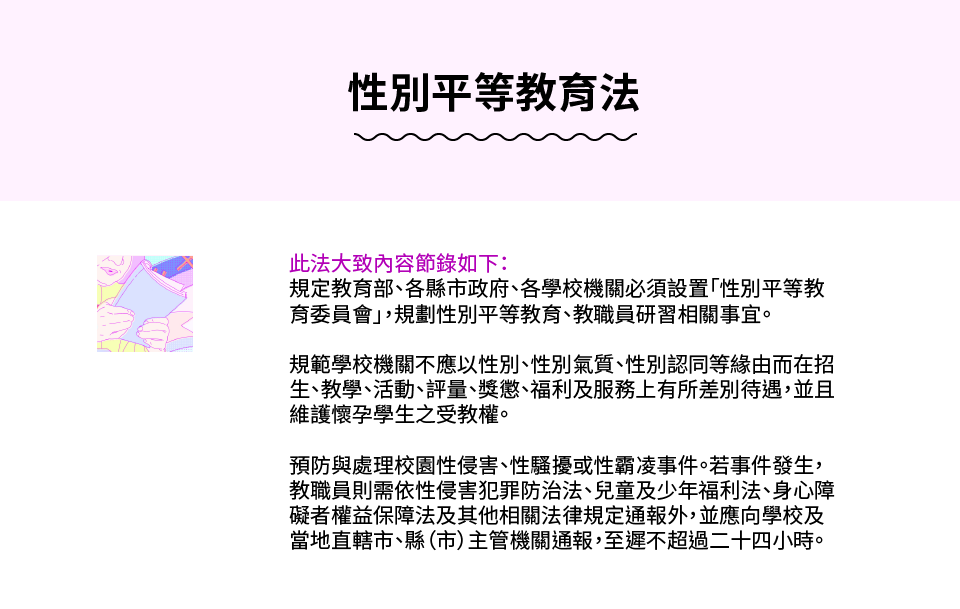 性別平等教育法
此法大致內容節錄如下：
規定教育部、各縣市政府、各學校機關必須設置「性別平等教
育委員會」，規劃性別平等教育、教職員研習相關事宜。
規範學校機關不應以性別、性別氣質、性別認同等緣由而在招
生、教學、活動、評量、獎懲、福利及服務上有所差別待遇，並且
維護懷孕學生之受教權。
預防與處理校園性侵害、性騷擾或性霸凌事件。若事件發生，
教職員則需依性侵害犯罪防治法、兒童及少年福利法、身心障
礙者權益保障法及其他相關法律規定通報外，並應向學校及
當地直轄市、縣（市）主管機關通報，至遲不超過二十四小時。